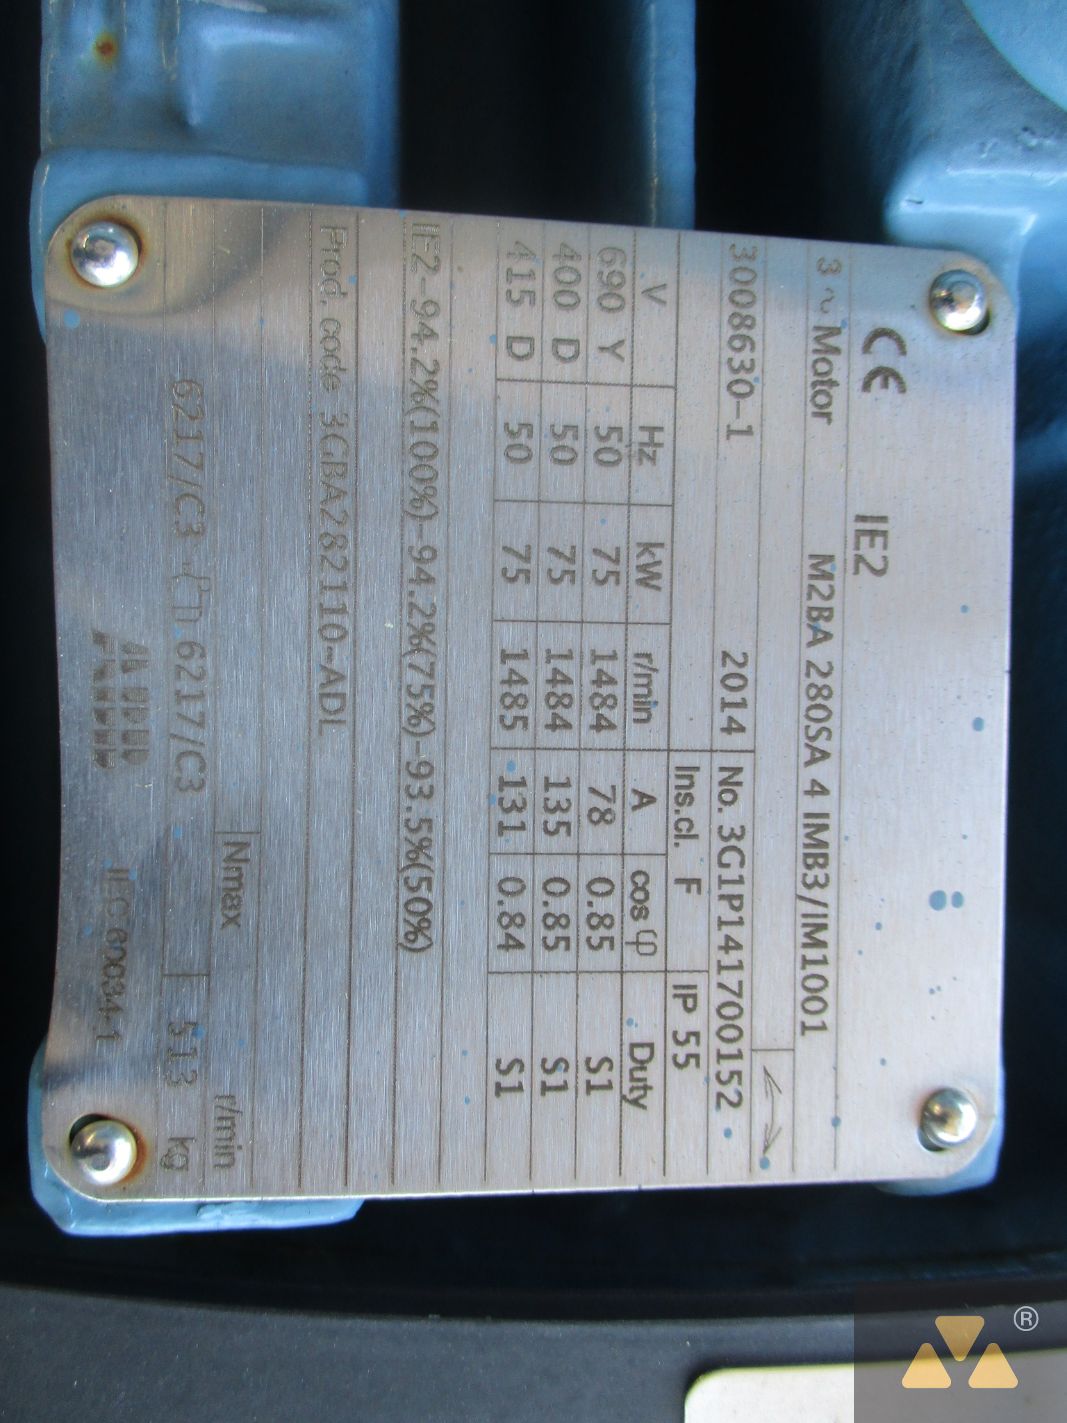 CE IE2
3~Motor M2BA 280SA 4 IMB3/IM1001
3008630-1 2014 No. 3G1P141700152
Ins.cl. F IP 55
V Hz kW r/min A cos φ Duty
690 Y 50 75 1484 78 0.85 S1
400 D 50 75 1484 135 0.85 S1
415 D 50 75 1485 131 0.84 S1
IE2-94.2%(100%)-94.2%(75%)-93.5%(50%)
Prod. code 3GBA282110-ADL
Nmax r/min
6217/C3 6217/C3 513 kg
ABB IEC 60034-1
®